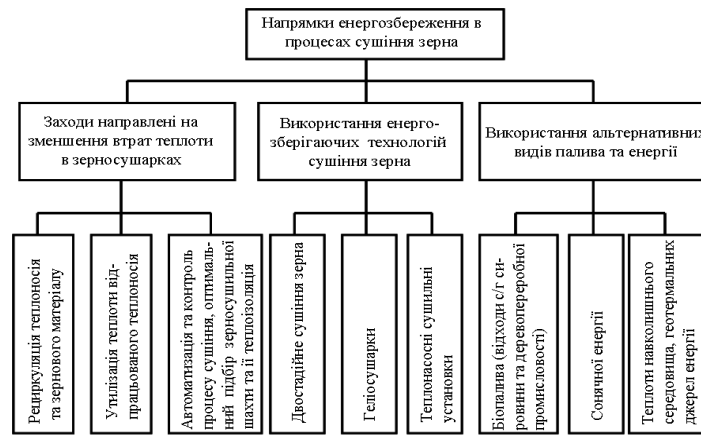 Напрямки енергозбереження в
процесах сушіння зерна
Заходи направлені на
зменшення втрат теплоти
в зерносушарках
Використання енерго-
зберігаючих технологій
сушіння зерна
Використання альтернативних
видів палива та енергії
Рециркуляція теплоносія
та зернового матеріалу
Утилізація теплоти від-
працьованого теплоносія
Автоматизація та контроль
процесу сушіння, оптималь-
ний підбір зерносушильної
шахти та її теплоізоляція
Двостадійне сушіння зерна
Геліосушарки
Теплонасосні сушильні
установки
Біопалива (відходи с/г си-
ровини та деревопереробної
промисловості)
Сонячної енергії
Теплоти навколишнього
середовища, геотермальних
джерел енергії